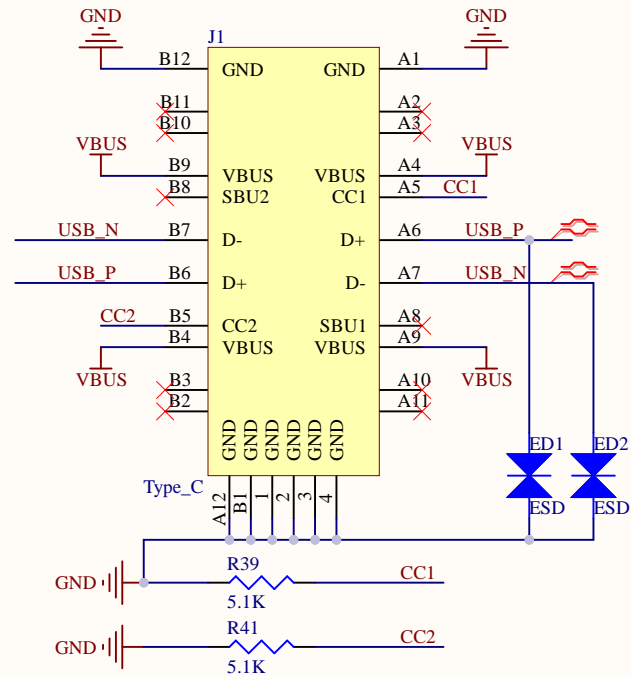 GND GND
J1
B12 GND GND A1
B11 A2
B10 A3
VBUS VBUS
B9 VBUS VBUS A4
B8 SBU2 CC1 A5 CC1
USB_N B7 D- D+ A6 USB_P
USB_P B6 D+ D- A7 USB_N
CC2 B5 CC2 SBU1 A8
B4 VBUS VBUS A9
VBUS VBUS
B3 A10
B2 A11
GND GND GND GND GND GND
ED1 ED2
Type_C A12 B1 1 2 3 4
ESD ESD
R39
GND CC1
5.1K
R41
GND CC2
5.1K